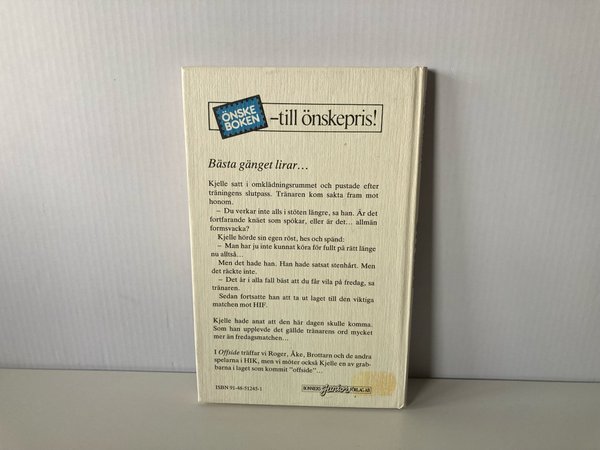 ÖNSKE
BOKEN
–till önskepris!
Bästa gänget lirar…
Kjelle satt i omklädningsrummet och pustade efter
träningens slutpass. Tränaren kom sakta fram mot
honom.
– Du verkar inte alls i stöten längre, sa han. Är det
fortfarande knäet som spökar, eller är det… allmän
formsvacka?
Kjelle hörde sin egen röst, hes och spänd:
– Man har ju inte kunnat köra för fullt på rätt länge
nu alltså…
Men det hade han. Han hade satsat stenhårt. Men
det räckte inte.
– Det är i alla fall bäst att du får vila på fredag, sa
tränaren.
Sedan fortsatte han att ta ut laget till den viktiga
matchen mot HIF.
Kjelle hade anat att den här dagen skulle komma.
Som han upplevde det gällde tränarens ord mycket
mer än fredagsmatchen…
I Offside träffar vi Roger, Åke, Brottarn och de andra
spelarna i HIK, men vi möter också Kjelle en av grab-
barna i laget som kommit "offside"…
ISBN 91-48-51245-1
BONNIERS Junior FÖRLAG AB